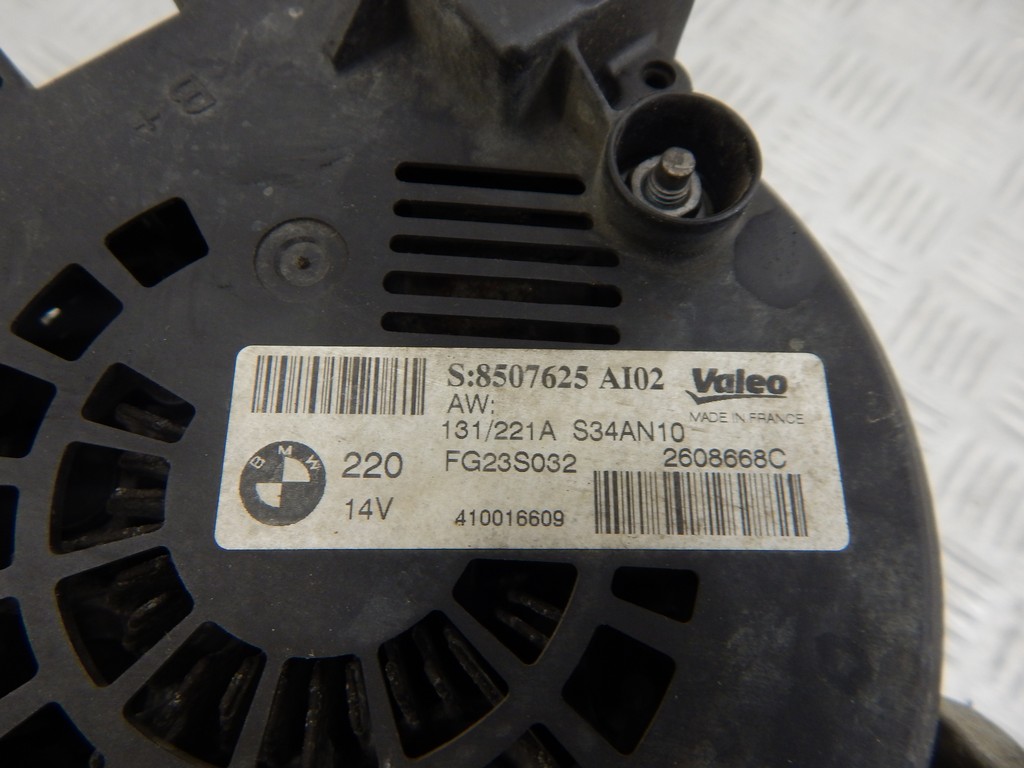 B
+
S:8507625 AI02
Valeo
AW:
MADE IN FRANCE
131/221A S34AN10
BMW
220
FG23S032
2608668C
14V
410016609